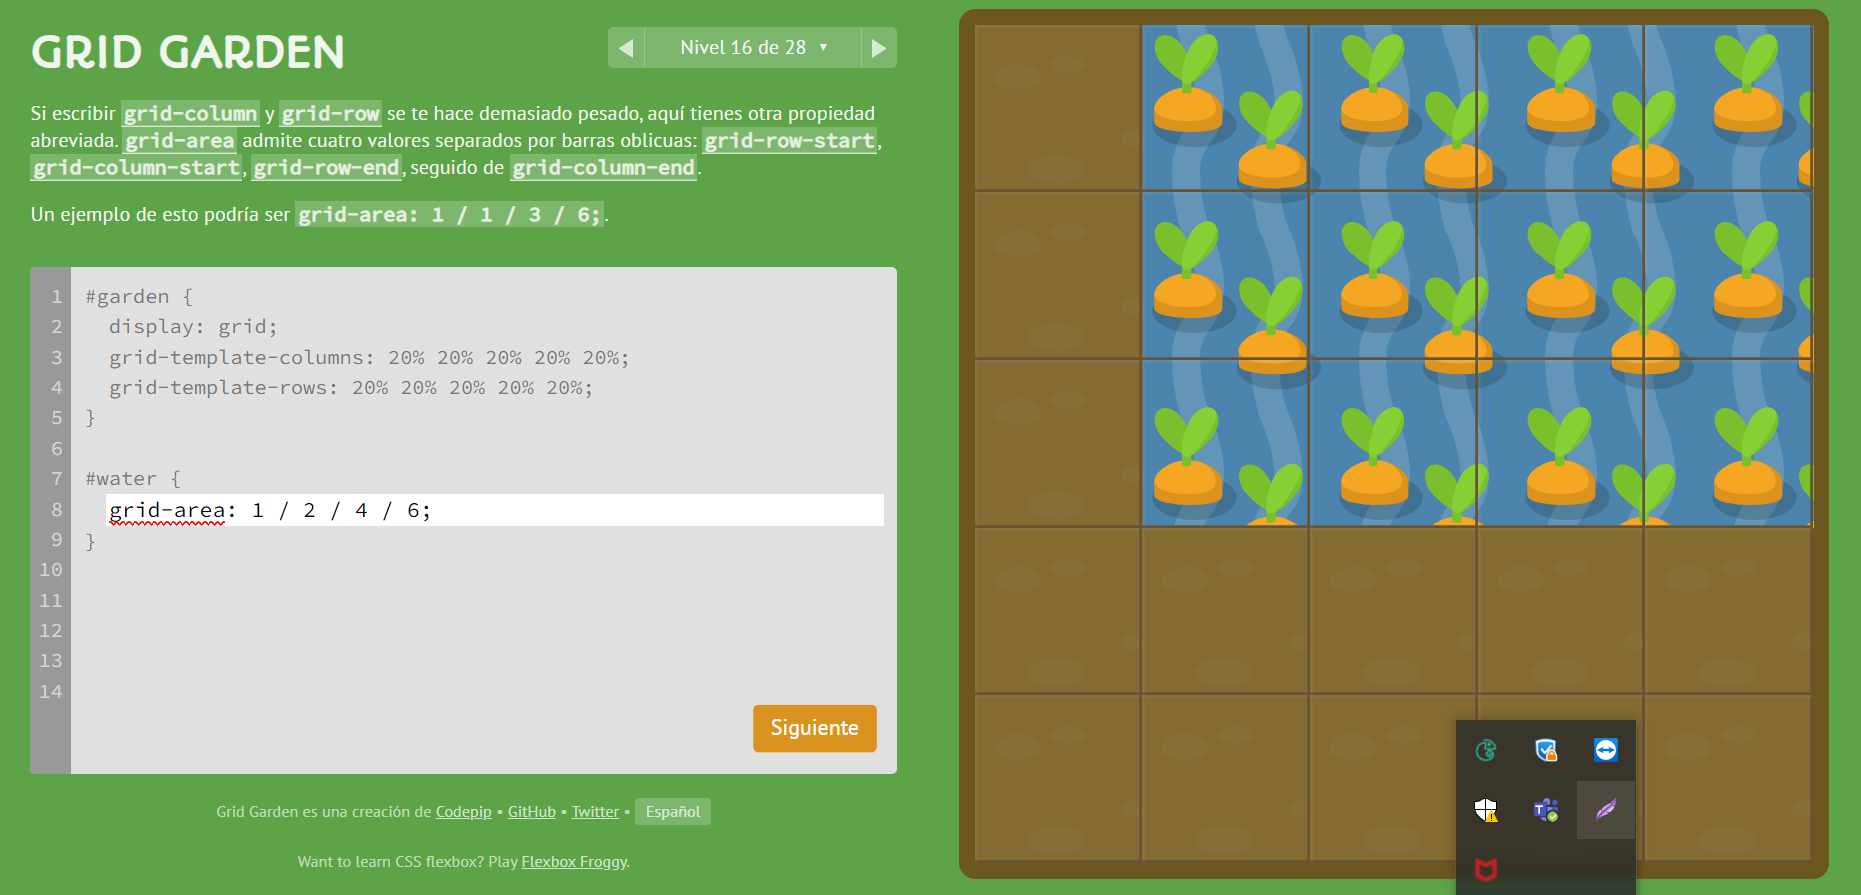 GRID GARDEN
Nivel 16 de 28 ▼
Si escribir grid-column y grid-row se te hace demasiado pesado, aquí tienes otra propiedad
abreviada. grid-area admite cuatro valores separados por barras oblicuas: grid-row-start,
grid-column-start, grid-row-end, seguido de grid-column-end.
Un ejemplo de esto podría ser grid-area: 1 / 1 / 3 / 6;.
1 #garden {
2 display: grid;
3 grid-template-columns: 20% 20% 20% 20% 20%;
4 grid-template-rows: 20% 20% 20% 20% 20%;
5 }
6
7 #water {
8 grid-area: 1 / 2 / 4 / 6;
9 }
10
11
12
13
14
Siguiente
Grid Garden es una creación de Codepip • GitHub • Twitter • Español
Want to learn CSS flexbox? Play Flexbox Froggy.